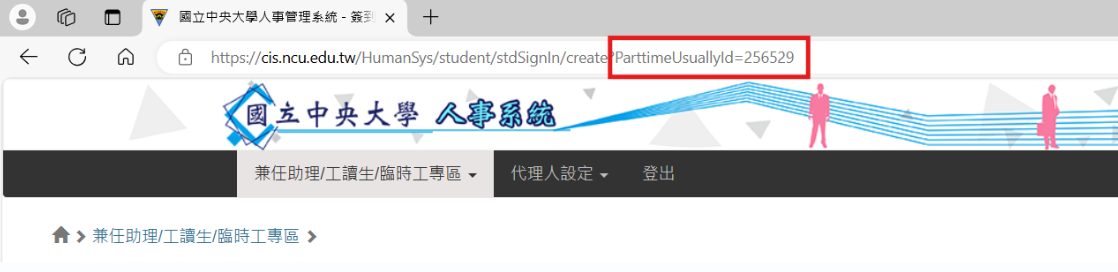 國立中央大學人事管理系統 - 簽到
https://cis.ncu.edu.tw/HumanSys/student/stdSignIn/create?ParttimeUsuallyId=256529
國立中央大學 人事系統
兼任助理/工讀生/臨時工專區 代理人設定 登出
兼任助理/工讀生/臨時工專區